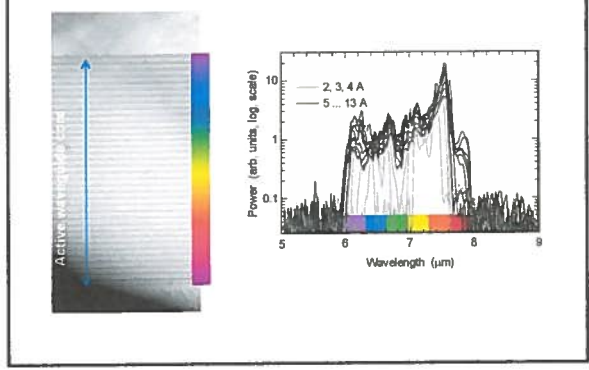 Active waveguide core
Power (arb. units, log. scale)
10
1
0.1
2, 3, 4 A
5 ... 13 A
5
6
7
8
9
Wavelength (μm)